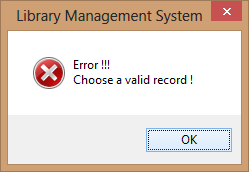 Library Management System
Error !!!
Choose a valid record !
OK